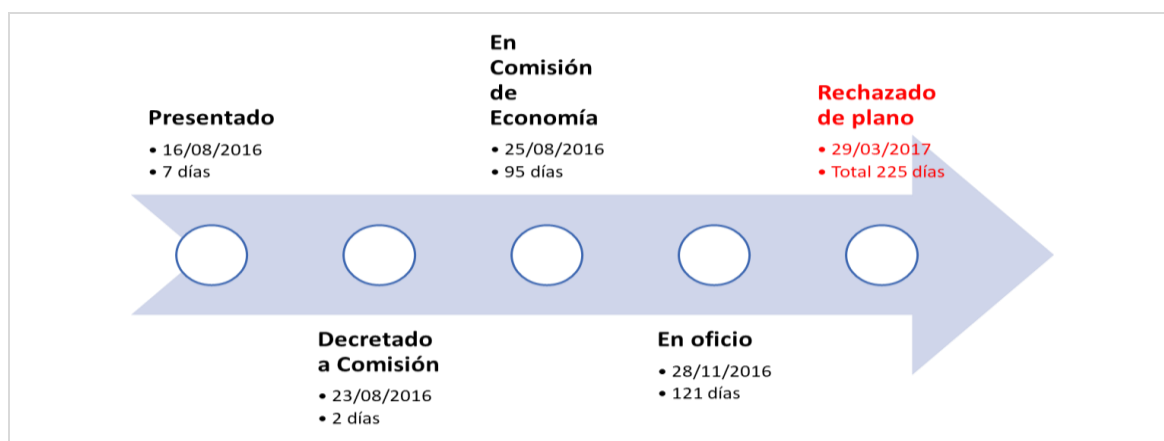 Presentado
• 16/08/2016
• 7 días
Decretado
a Comisión
• 23/08/2016
• 2 días
En
Comisión
de
Economía
• 25/08/2016
• 95 días
En oficio
• 28/11/2016
• 121 días
Rechazado
de plano
• 29/03/2017
• Total 225 días